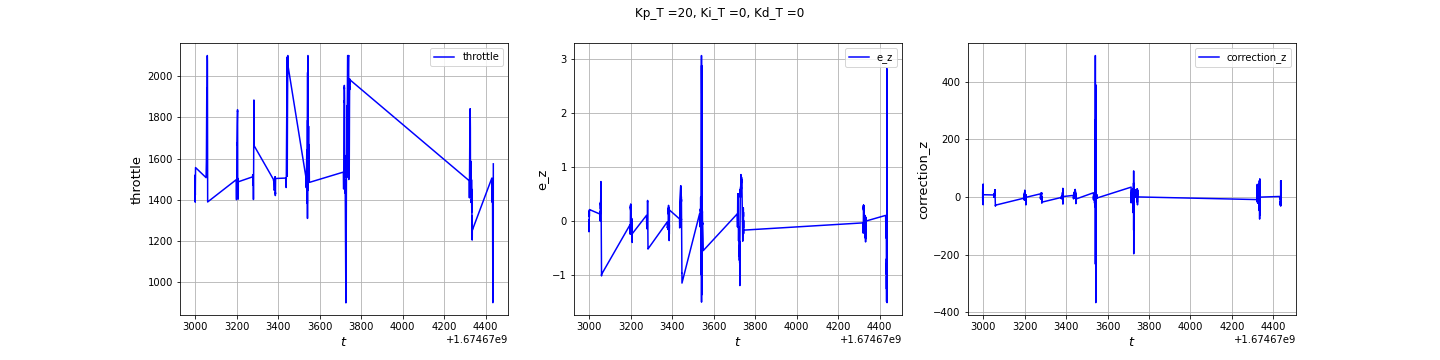 Kp_T =20, Ki_T =0, Kd_T =0
throttle
2000
1800
1600
1400
1200
1000
throttle
3000 3200 3400 3600 3800 4000 4200 4400
+1.67467e9
t
e_z
3
2
1
0
−1
e_z
3000 3200 3400 3600 3800 4000 4200 4400
+1.67467e9
t
correction_z
400
200
0
−200
−400
correction_z
3000 3200 3400 3600 3800 4000 4200 4400
+1.67467e9
t